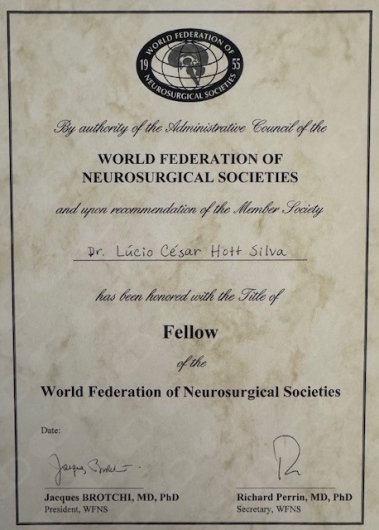 WORLD FEDERATION OF
19 55
NEUROSURGICAL SOCIETIES
By authority of the Administrative Council of the
WORLD FEDERATION OF
NEUROSURGICAL SOCIETIES
and upon recommendation of the Member Society
Dr. Lúcio César Hott Silva
has been honored with the Title of
Fellow
of the
World Federation of Neurosurgical Societies
Date:
Jacques BROTCHI, MD, PhD Richard Perrin, MD, PhD
President, WFNS Secretary, WFNS